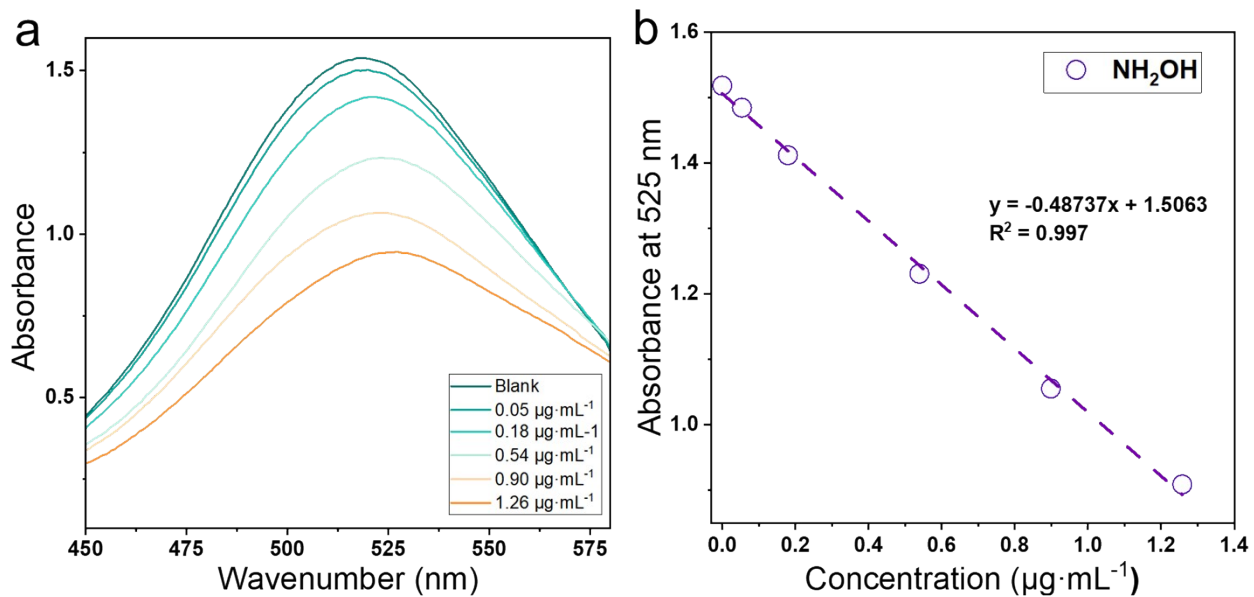 a
Absorbance
1.5
1.0
0.5
450
475
500
525
550
575
Wavenumber (nm)
Blank
0.05 µg·mL⁻¹
0.18 µg·mL-1
0.54 µg·mL⁻¹
0.90 µg·mL⁻¹
1.26 µg·mL⁻¹
b
Absorbance at 525 nm
1.6
1.4
1.2
1.0
0.0
0.2
0.4
0.6
0.8
1.0
1.2
1.4
Concentration (µg·mL⁻¹)
NH₂OH
y = -0.48737x + 1.5063
R² = 0.997